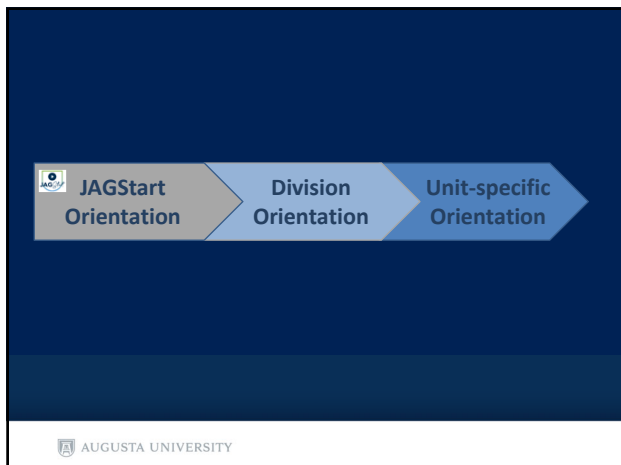 JAGStart
Orientation
Division
Orientation
Unit-specific
Orientation
AUGUSTA UNIVERSITY